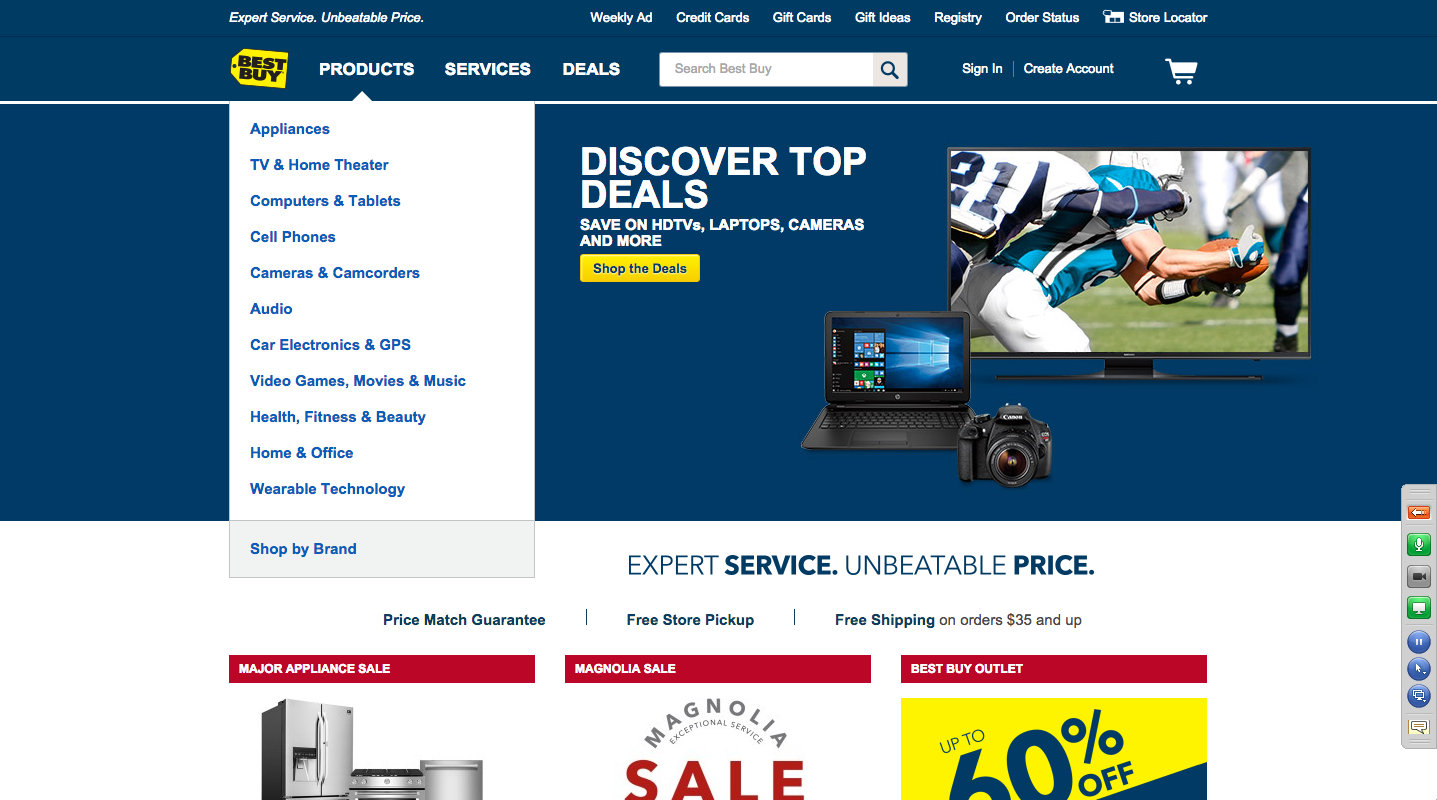 Expert Service. Unbeatable Price.
Weekly Ad
Credit Cards
Gift Cards
Gift Ideas
Registry
Order Status
Store Locator
BEST
BUY
PRODUCTS
SERVICES
DEALS
Search Best Buy
Sign In
Create Account
Appliances
TV & Home Theater
Computers & Tablets
Cell Phones
Cameras & Camcorders
Audio
Car Electronics & GPS
Video Games, Movies & Music
Health, Fitness & Beauty
Home & Office
Wearable Technology
Shop by Brand
DISCOVER TOP
DEALS
SAVE ON HDTVs, LAPTOPS, CAMERAS
AND MORE
Shop the Deals
21
Canon
EXPERT SERVICE. UNBEATABLE PRICE.
Price Match Guarantee
Free Store Pickup
Free Shipping on orders $35 and up
MAJOR APPLIANCE SALE
MAGNOLIA SALE
MAGNOLIA
EXCEPTIONAL SERVICE
SALE
BEST BUY OUTLET
UP TO
60% OFF